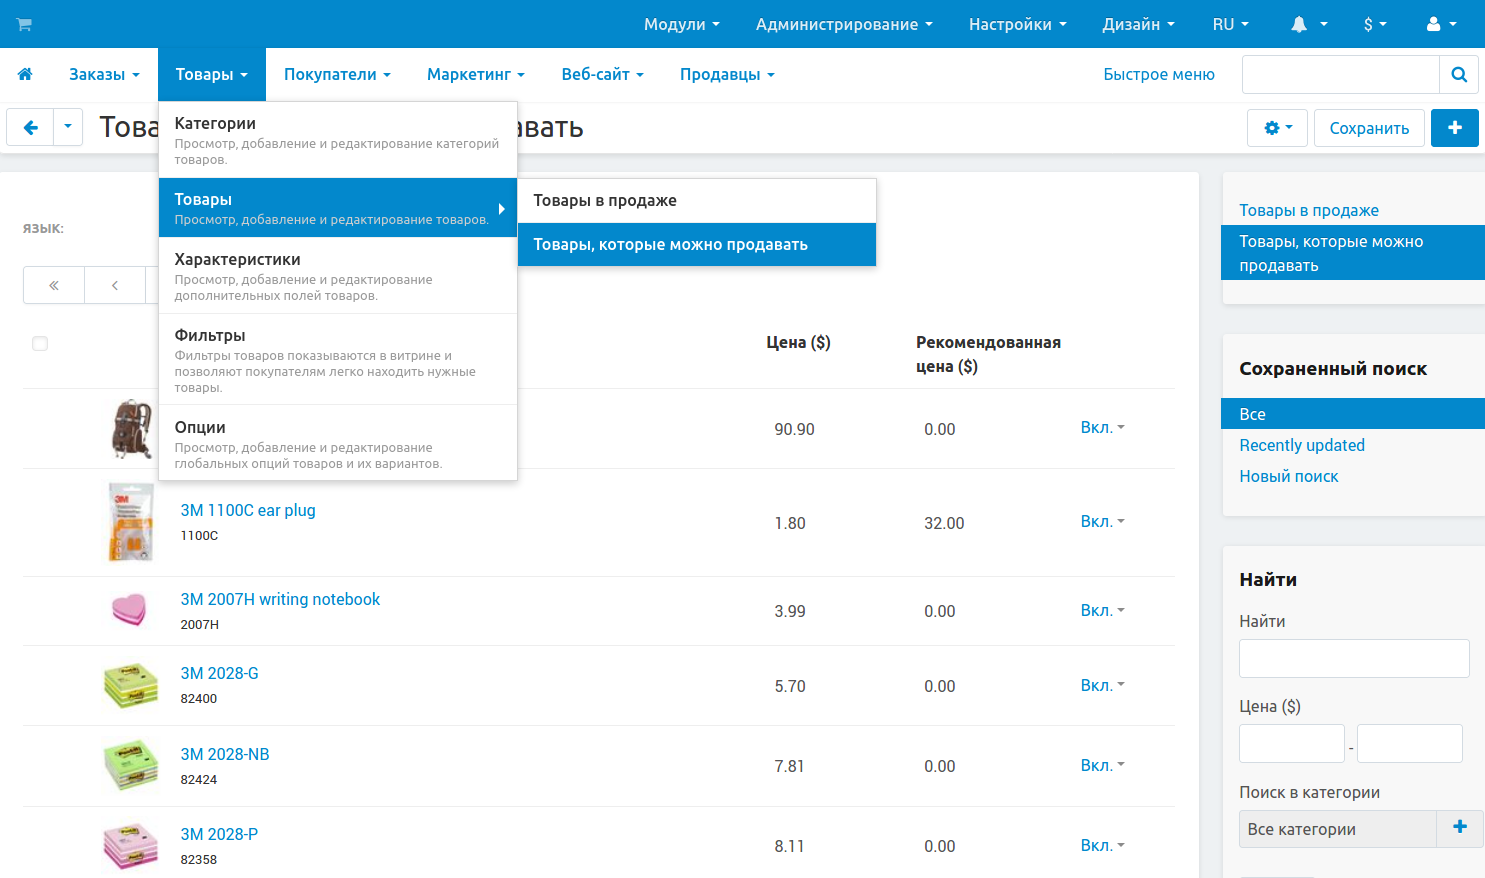 Модули
Администрирование
Настройки
Дизайн
RU
$
Заказы
Товары
Покупатели
Маркетинг
Веб-сайт
Продавцы
Быстрое меню
Това
авать
Сохранить
Категории
Просмотр, добавление и редактирование категорий
товаров.
Товары
Просмотр, добавление и редактирование товаров.
Характеристики
Просмотр, добавление и редактирование
дополнительных полей товаров.
Фильтры
Фильтры товаров показываются в витрине и
позволяют покупателям легко находить нужные
товары.
Опции
Просмотр, добавление и редактирование
глобальных опций товаров и их вариантов.
Товары в продаже
Товары, которые можно продавать
ЯЗЫК:
« ‹
Цена ($)
Рекомендованная
цена ($)
90.90 0.00 Вкл.
3M 1100C ear plug
1100C
1.80 32.00 Вкл.
3M 2007H writing notebook
2007H
3.99 0.00 Вкл.
3M 2028-G
82400
5.70 0.00 Вкл.
3M 2028-NB
82424
7.81 0.00 Вкл.
3M 2028-P
82358
8.11 0.00 Вкл.
Товары в продаже
Товары, которые можно
продавать
Сохраненный поиск
Все
Recently updated
Новый поиск
Найти
Найти
Цена ($)
-
Поиск в категории
Все категории